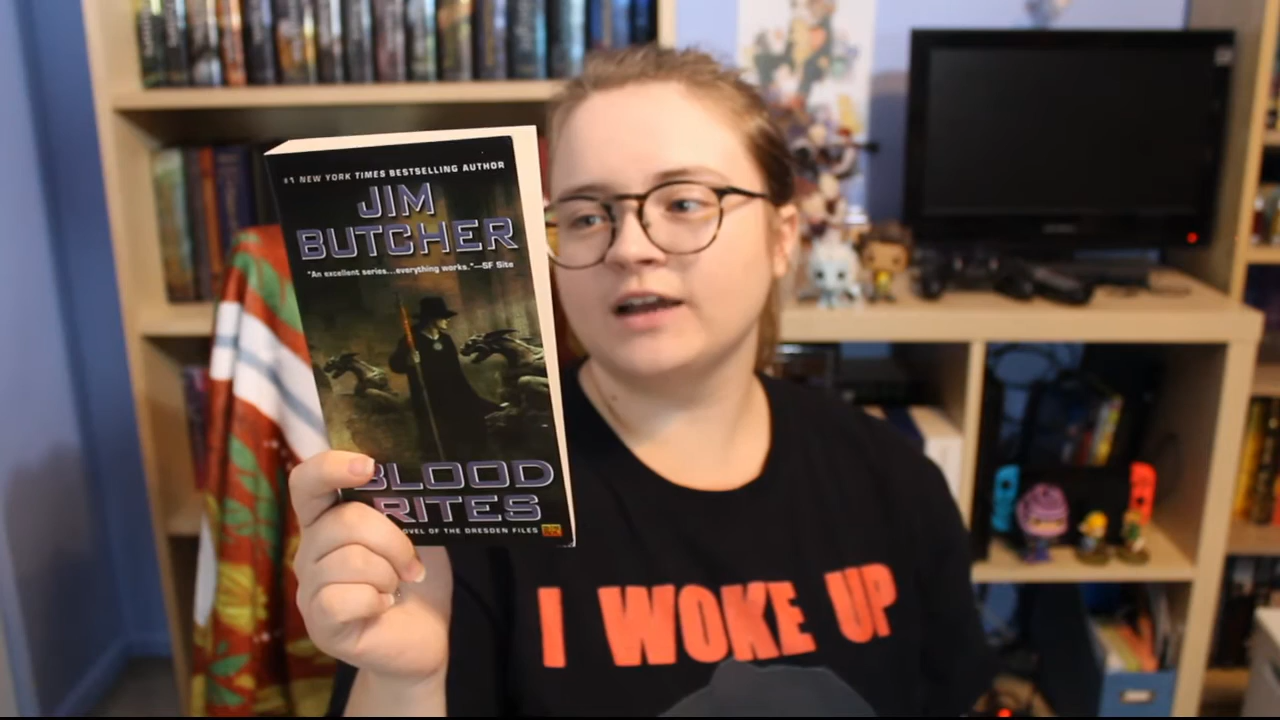 #1 NEW YORK TIMES BESTSELLING AUTHOR
JIM
BUTCHER
"An excellent series...everything works."—SF Site
BLOOD
RITES
NOVEL OF THE DRESDEN FILES
I WOKE UP